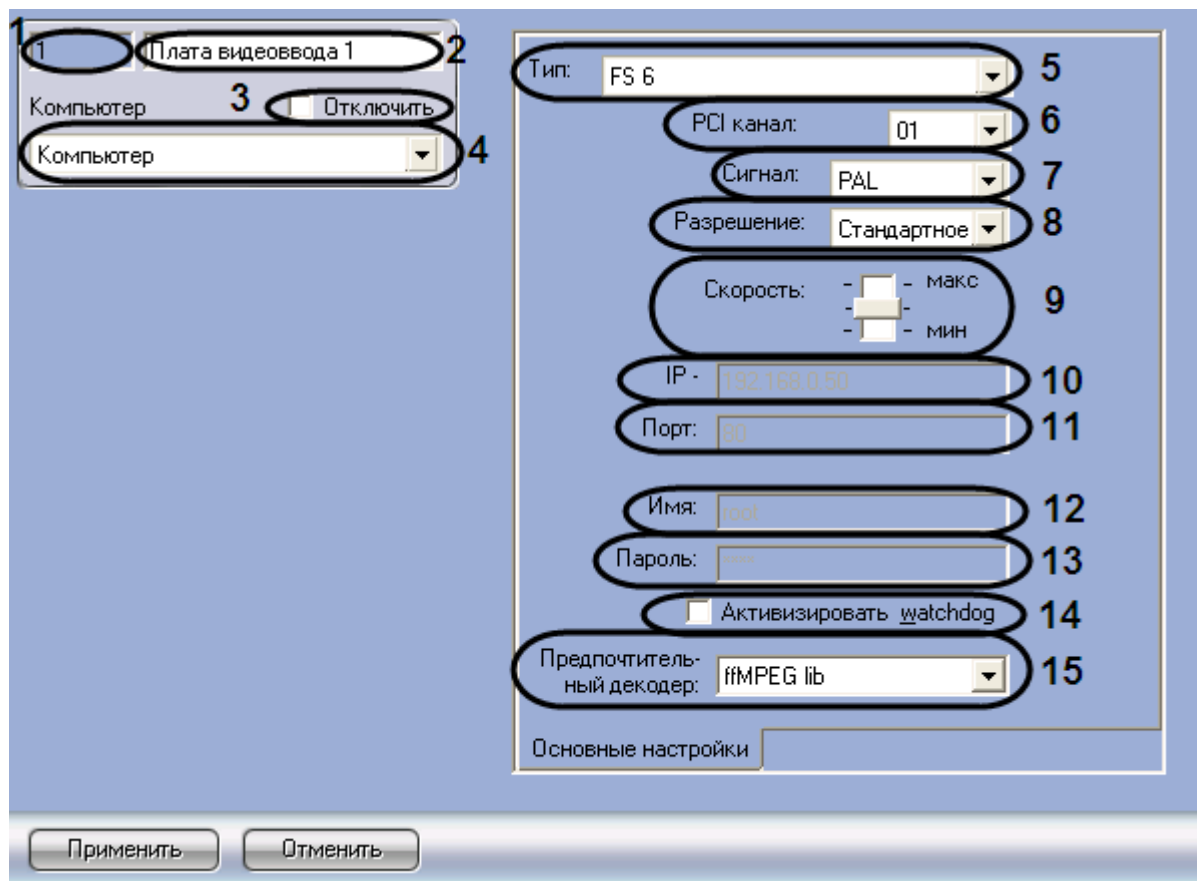 1
1 Плата видеоввода 1 2
Компьютер 3 Отключить
Компьютер 4
Тип: FS 6 5
PCI канал: 01 6
Сигнал: PAL 7
Разрешение: Стандартное 8
Скорость: - - макс
- - 9
- - мин
IP - 192.168.0.50 10
Порт: 80 11
Имя: root 12
Пароль: 13
Активизировать watchdog 14
Предпочтитель-
ный декодер: ffMPEG lib 15
Основные настройки
Применить Отменить